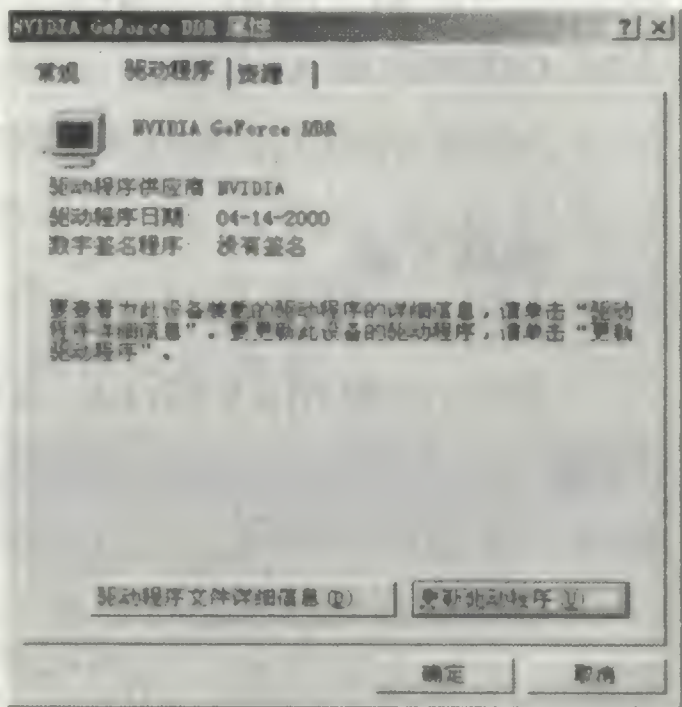 NVIDIA GeForce DDR 属性
常规 驱动程序 资源
NVIDIA GeForce DDR
驱动程序供应商 NVIDIA
驱动程序日期 04-14-2000
数字签名程序 没有签名
要查看为此设备装载的驱动程序的详细信息，请单击“驱动
程序详细信息”。要更新此设备的驱动程序，请单击“更新
驱动程序”。
驱动程序文件详细信息(D) 更新驱动程序(U)
确定 取消